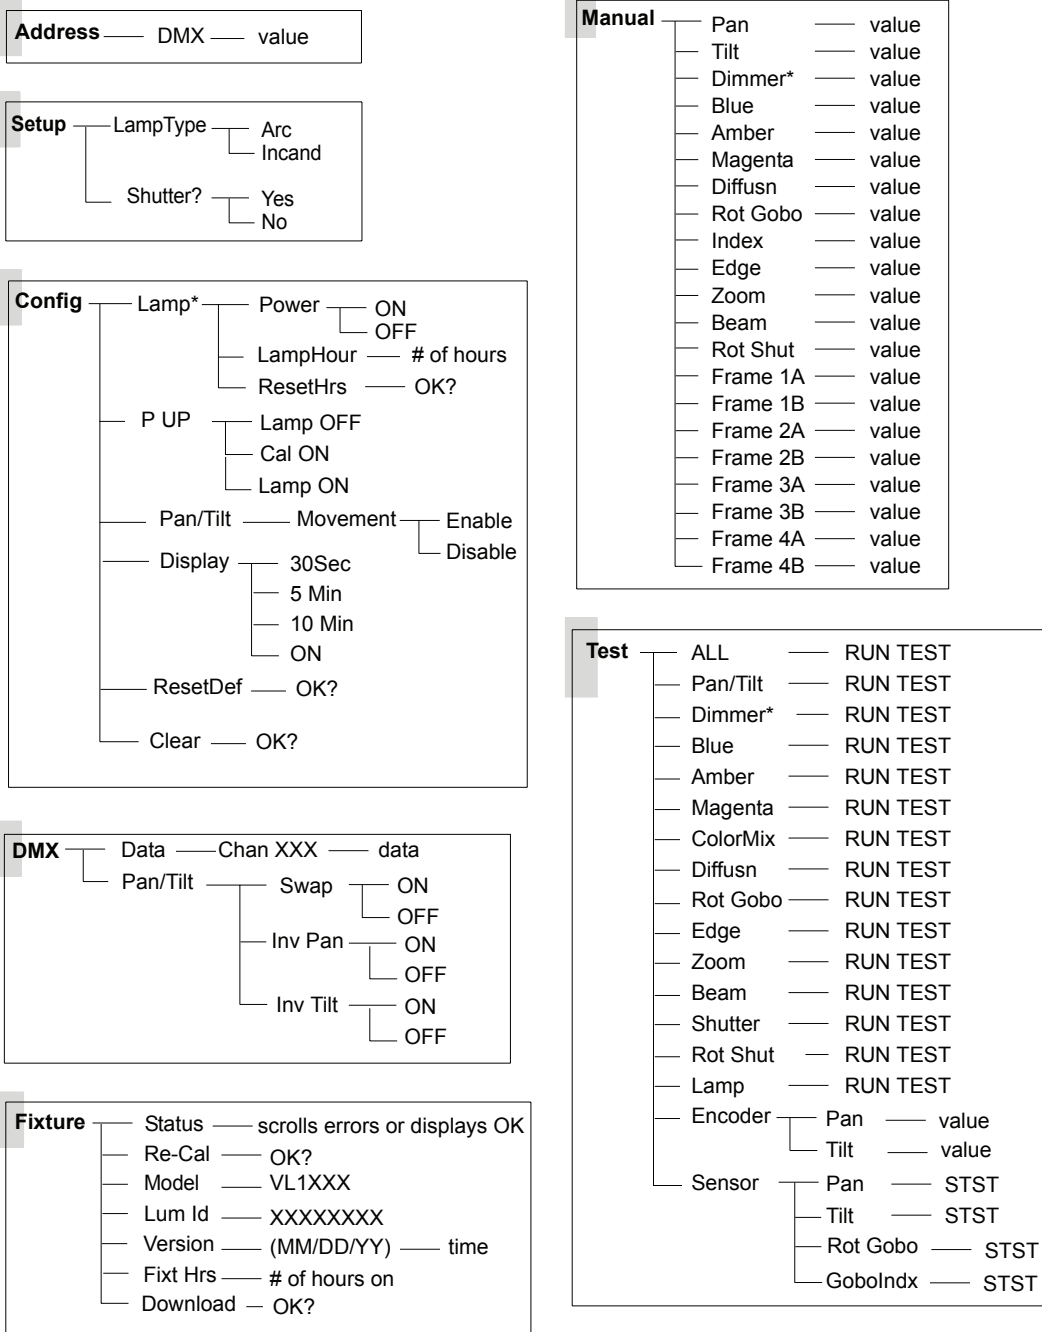 Address DMX value
Setup LampType Arc
Incand
Shutter? Yes
No
Config Lamp* Power ON
OFF
LampHour # of hours
ResetHrs OK?
P UP Lamp OFF
Cal ON
Lamp ON
Pan/Tilt Movement Enable
Disable
Display 30Sec
5 Min
10 Min
ON
ResetDef OK?
Clear OK?
DMX Data Chan XXX data
Pan/Tilt Swap ON
OFF
Inv Pan ON
OFF
Inv Tilt ON
OFF
Fixture Status scrolls errors or displays OK
Re-Cal OK?
Model VL1XXX
Lum Id XXXXXXXX
Version (MM/DD/YY) time
Fixt Hrs # of hours on
Download OK?
Manual Pan value
Tilt value
Dimmer* value
Blue value
Amber value
Magenta value
Diffusn value
Rot Gobo value
Index value
Edge value
Zoom value
Beam value
Rot Shut value
Frame 1A value
Frame 1B value
Frame 2A value
Frame 2B value
Frame 3A value
Frame 3B value
Frame 4A value
Frame 4B value
Test ALL RUN TEST
Pan/Tilt RUN TEST
Dimmer* RUN TEST
Blue RUN TEST
Amber RUN TEST
Magenta RUN TEST
ColorMix RUN TEST
Diffusn RUN TEST
Rot Gobo RUN TEST
Edge RUN TEST
Zoom RUN TEST
Beam RUN TEST
Shutter RUN TEST
Rot Shut RUN TEST
Lamp RUN TEST
Encoder Pan value
Tilt value
Sensor Pan STST
Tilt STST
Rot Gobo STST
GoboIndx STST